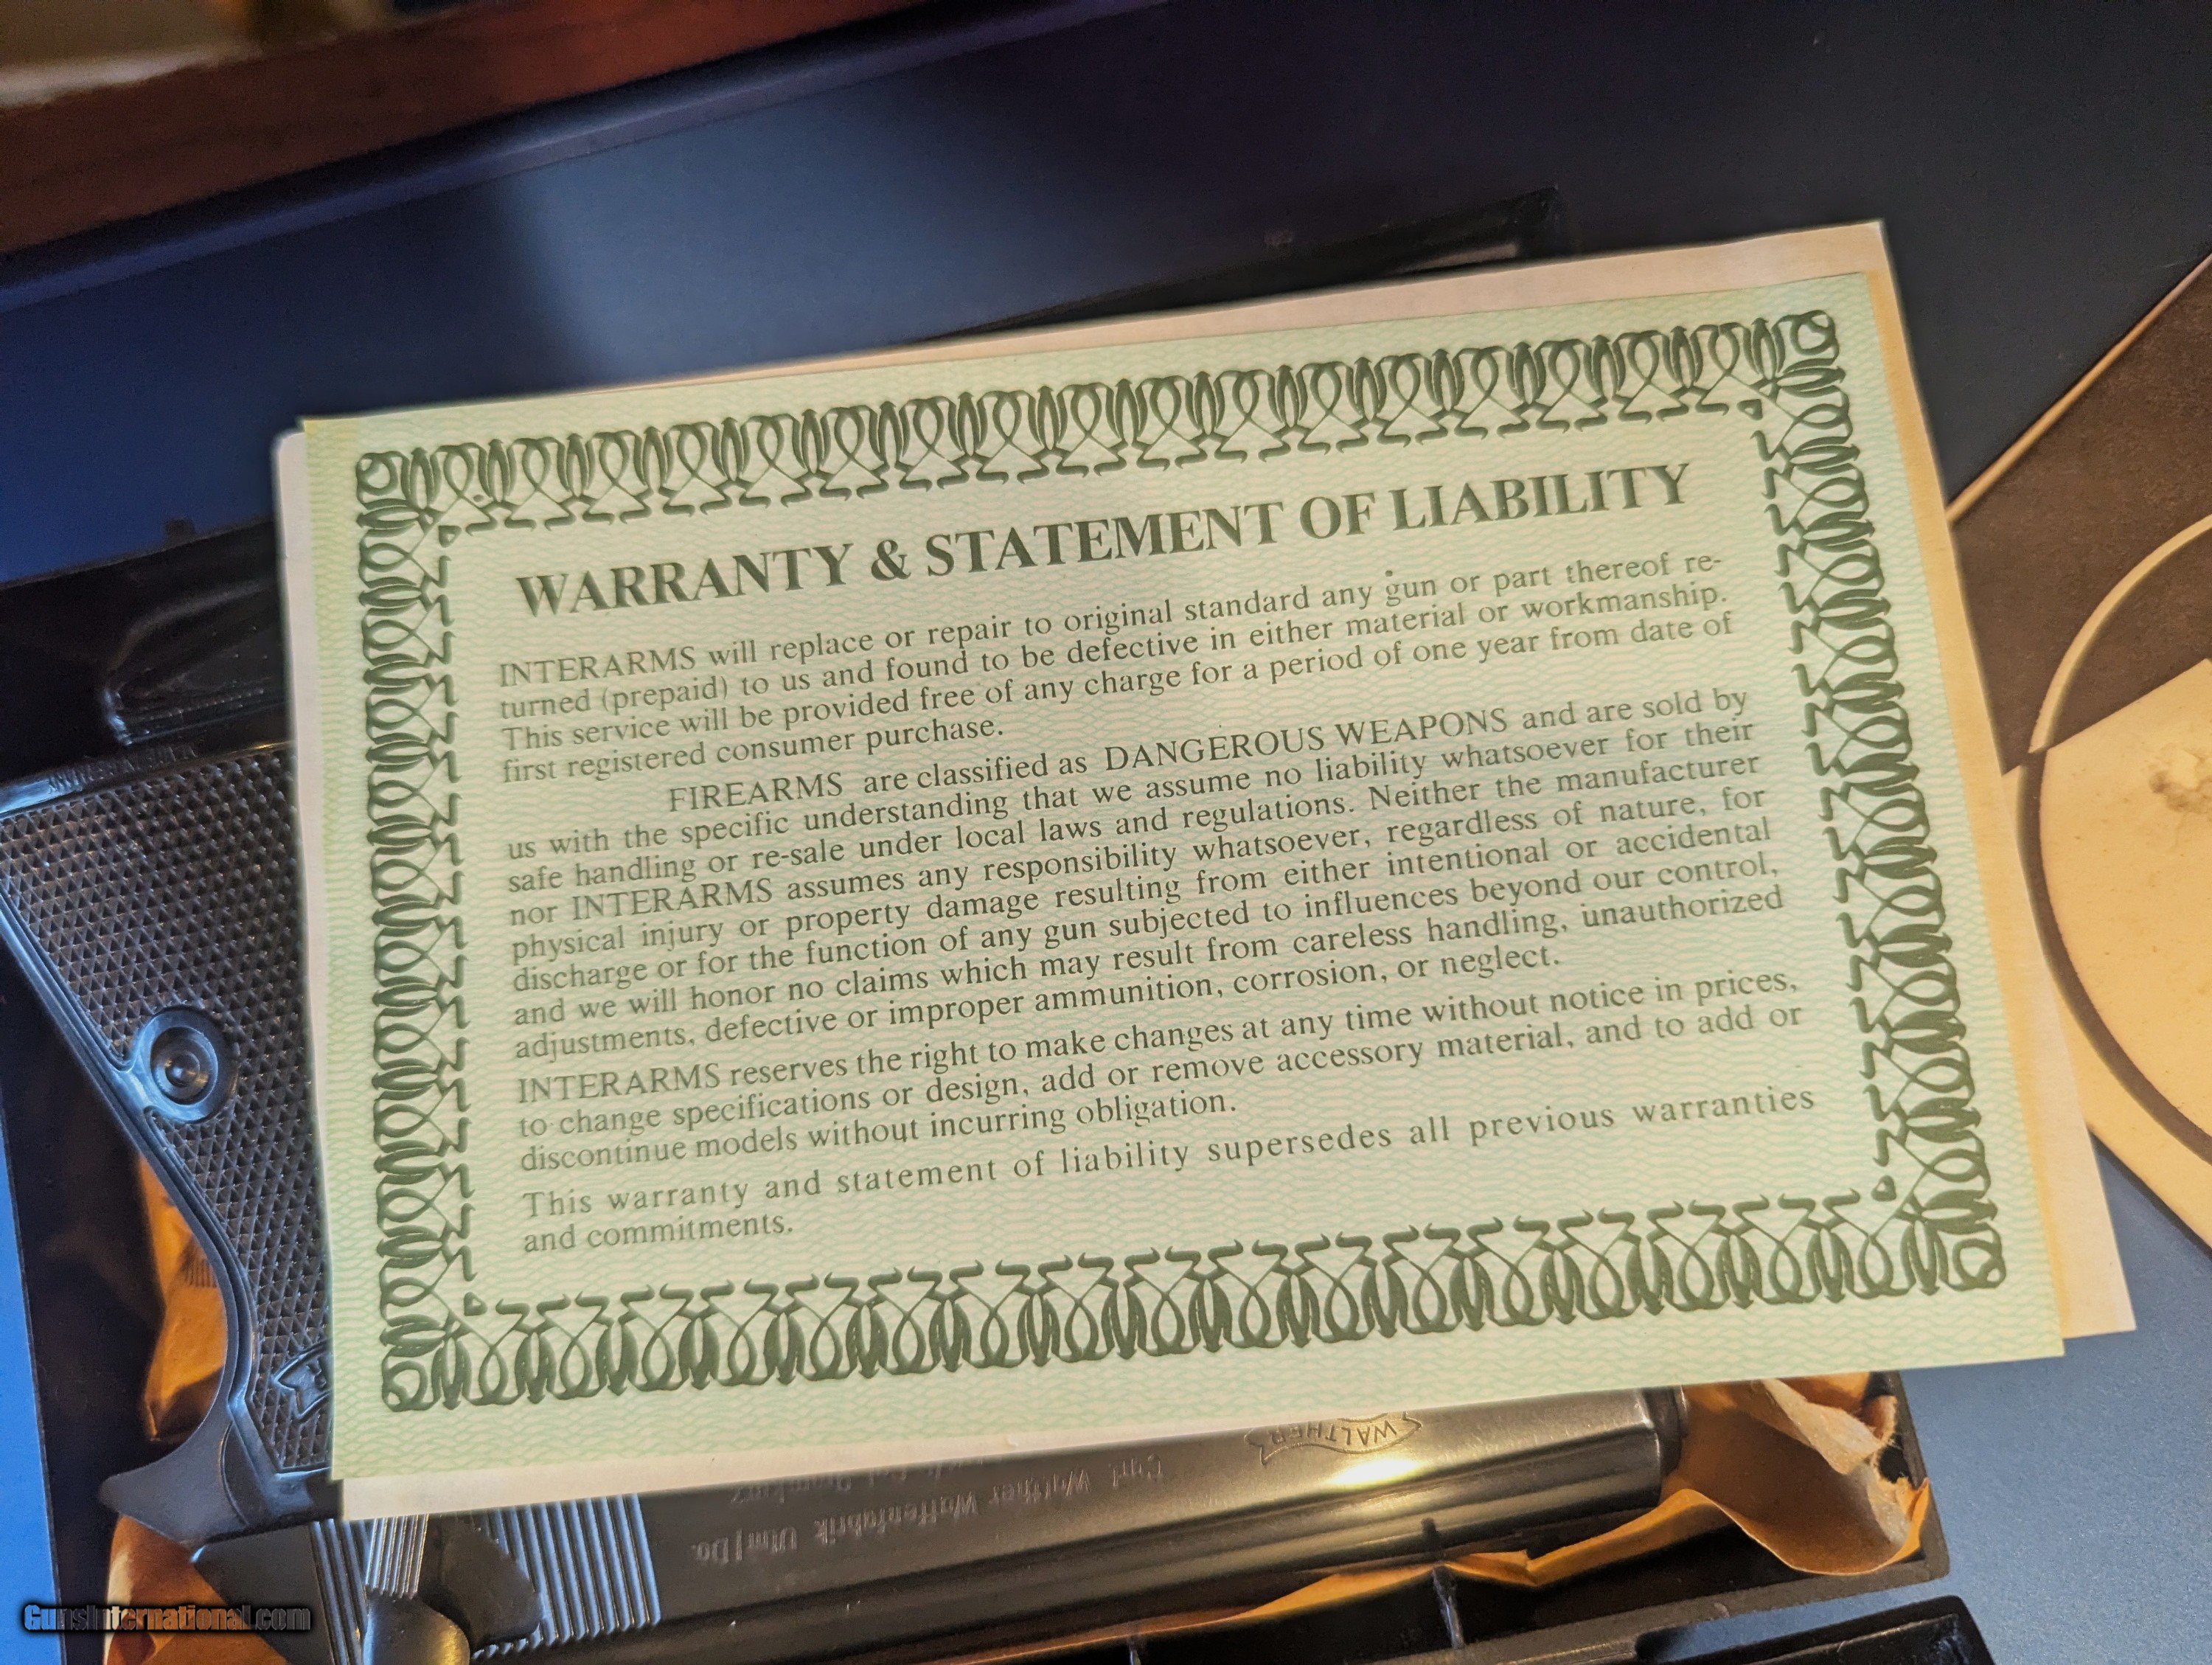 WARRANTY & STATEMENT OF LIABILITY
INTERARMS will replace or repair to original standard any gun or part thereof re-
turned (prepaid) to us and found to be defective in either material or workmanship.
This service will be provided free of any charge for a period of one year from date of
first registered consumer purchase.
FIREARMS are classified as DANGEROUS WEAPONS and are sold by
us with the specific understanding that we assume no liability whatsoever for their
safe handling or re-sale under local laws and regulations. Neither the manufacturer
nor INTERARMS assumes any responsibility whatsoever, regardless of nature, for
physical injury or property damage resulting from either intentional or accidental
discharge or for the function of any gun subjected to influences beyond our control,
and we will honor no claims which may result from careless handling, unauthorized
adjustments, defective or improper ammunition, corrosion, or neglect.
INTERARMS reserves the right to make changes at any time without notice in prices,
to change specifications or design, add or remove accessory material, and to add or
discontinue models without incurring obligation.
This warranty and statement of liability supersedes all previous warranties
and commitments.
WALTHER
Carl Walther Waffenfabrik Ulm/Do.
GunsInternational.com